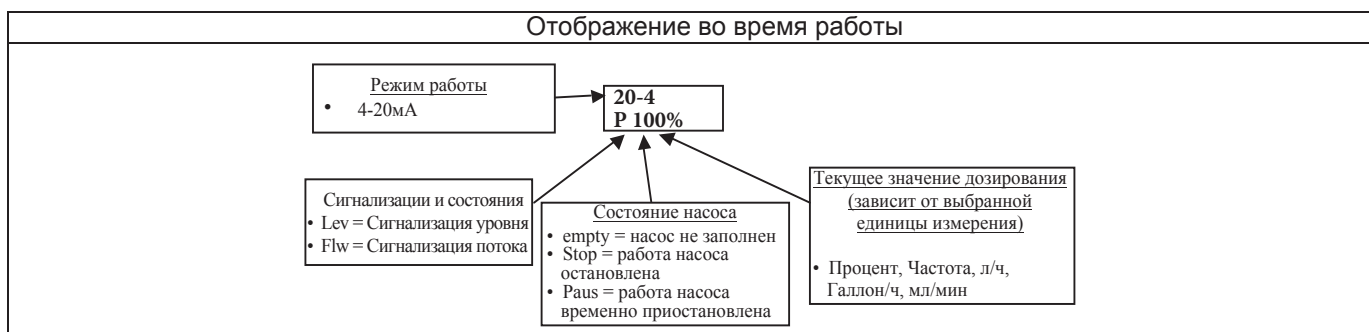 Отображение во время работы
Режим работы
• 4-20мА
20-4
P 100%
Сигнализации и состояния
• Lev = Сигнализация уровня
• Flw = Сигнализация потока
Состояние насоса
• empty = насос не заполнен
• Stop = работа насоса
остановлена
• Paus = работа насоса
временно приостановлена
Текущее значение дозирования
(зависит от выбранной
единицы измерения)
• Процент, Частота, л/ч,
Галлон/ч, мл/мин